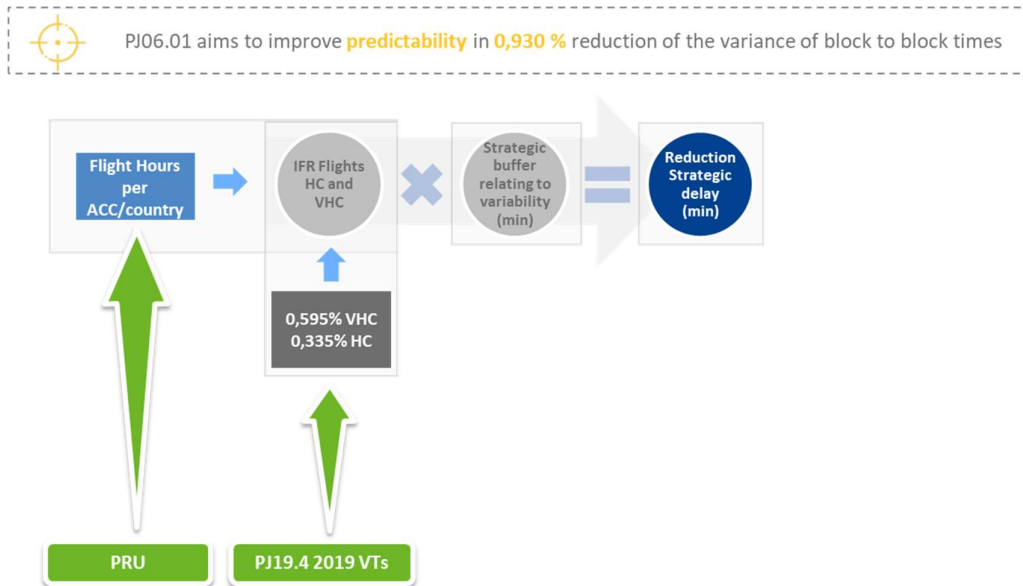 PJ06.01 aims to improve predictability in 0,930 % reduction of the variance of block to block times
Flight Hours
per
ACC/country
IFR Flights
HC and
VHC
Strategic
buffer
relating to
variability
(min)
Reduction
Strategic
delay
(min)
0,595% VHC
0,335% HC
PRU
PJ19.4 2019 VTs